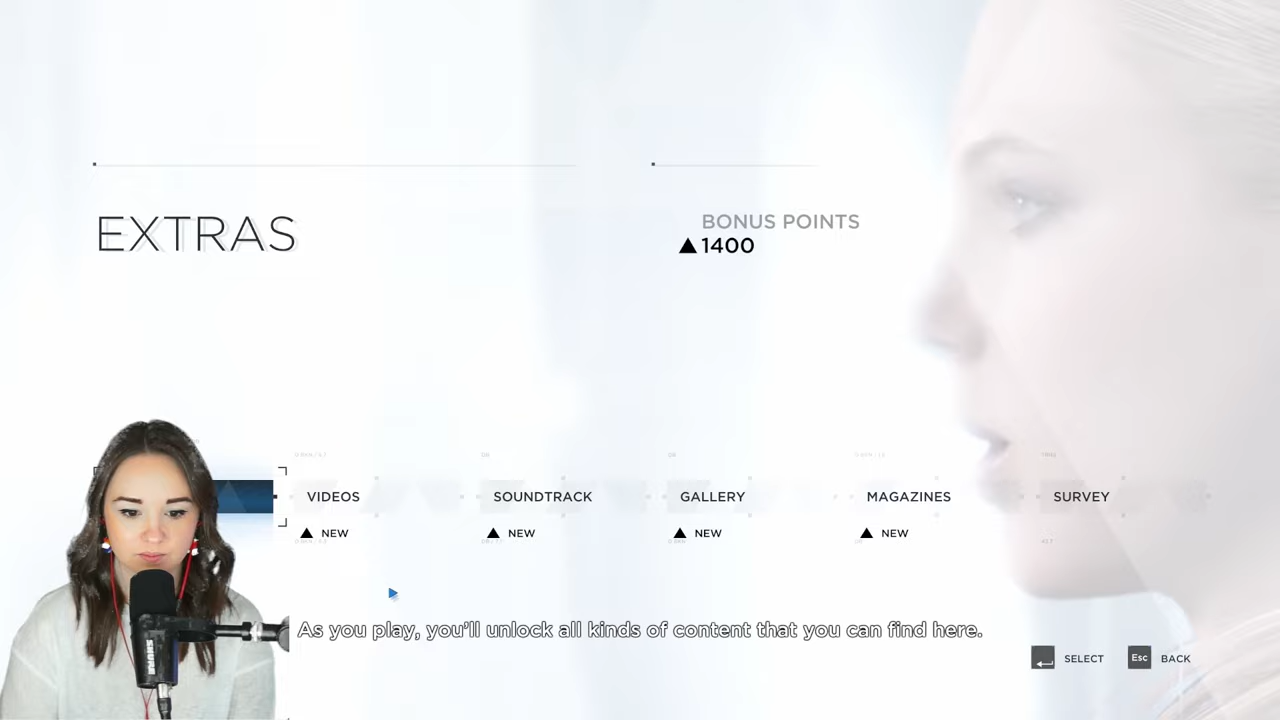 EXTRAS
BONUS POINTS
1400
VIDEOS
SOUNDTRACK
GALLERY
MAGAZINES
SURVEY
NEW
NEW
NEW
NEW
As you play, you'll unlock all kinds of content that you can find here.
SELECT
Esc
BACK